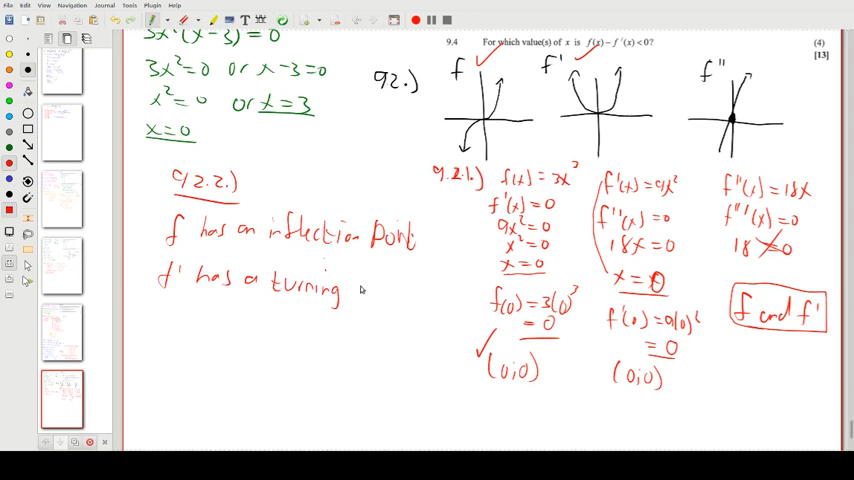 File Edit View Journal Page Tools Help
3x²(x-3) = 0
3x²=0 or x-3=0
x²=0 or x=3
x=0
9.2.2.)
f has an inflection point
f' has a turning
9.4 For which value(s) of x is f(x) – f '(x) < 0? (4)
[13]
9.2.)
f
f'
f''
9.2.1.)
f(x) = 3x³
f'(x) = 0
9x²=0
x²=0
x=0
f(0) = 3(0)³
= 0
(0;0)
f'(x) = 9x²
f''(x) = 0
18x = 0
x = 0
f'(0) = 9(0)²
= 0
(0;0)
f''(x) = 18x
f'''(x) = 0
18 ≠ 0
f and f'